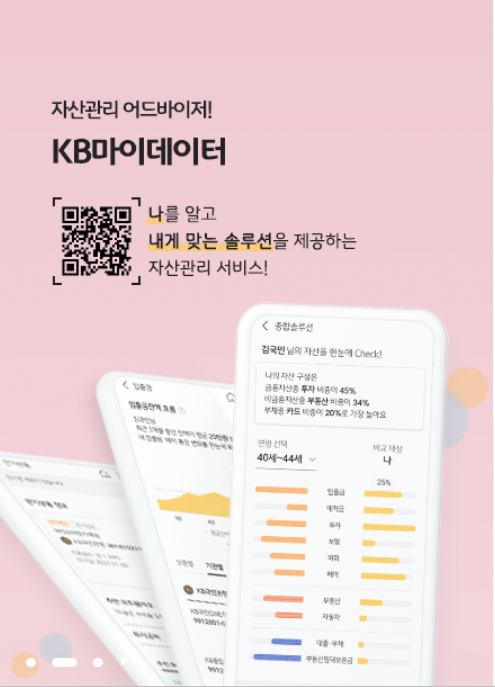 자산관리 어드바이저!
KB마이데이터
나를 알고
내게 맞는 솔루션을 제공하는
자산관리 서비스!
종합솔루션
김국민 님의 자산을 한눈에 Check!
나의 자산 구성은
금융자산중 투자 비중이 45%
비금융자산중 부동산 비중이 34%
부채중 카드 비중이 20%로 가장 높아요
연령 선택
비교 대상
40세~44세
나
25%
입출금
예적금
투자
보험
외화
페이
부동산
자동차
대출·부채
부동산임대보증금
입출금
입출금잔액 흐름
만기상품